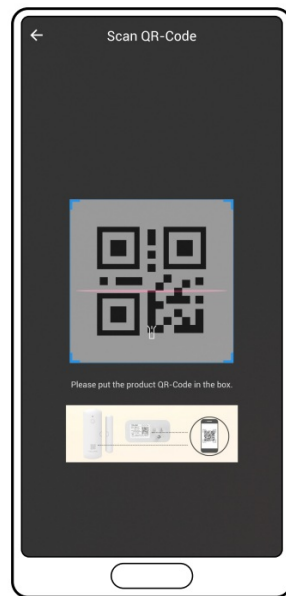 Scan QR-Code
Please put the product QR-Code in the box.